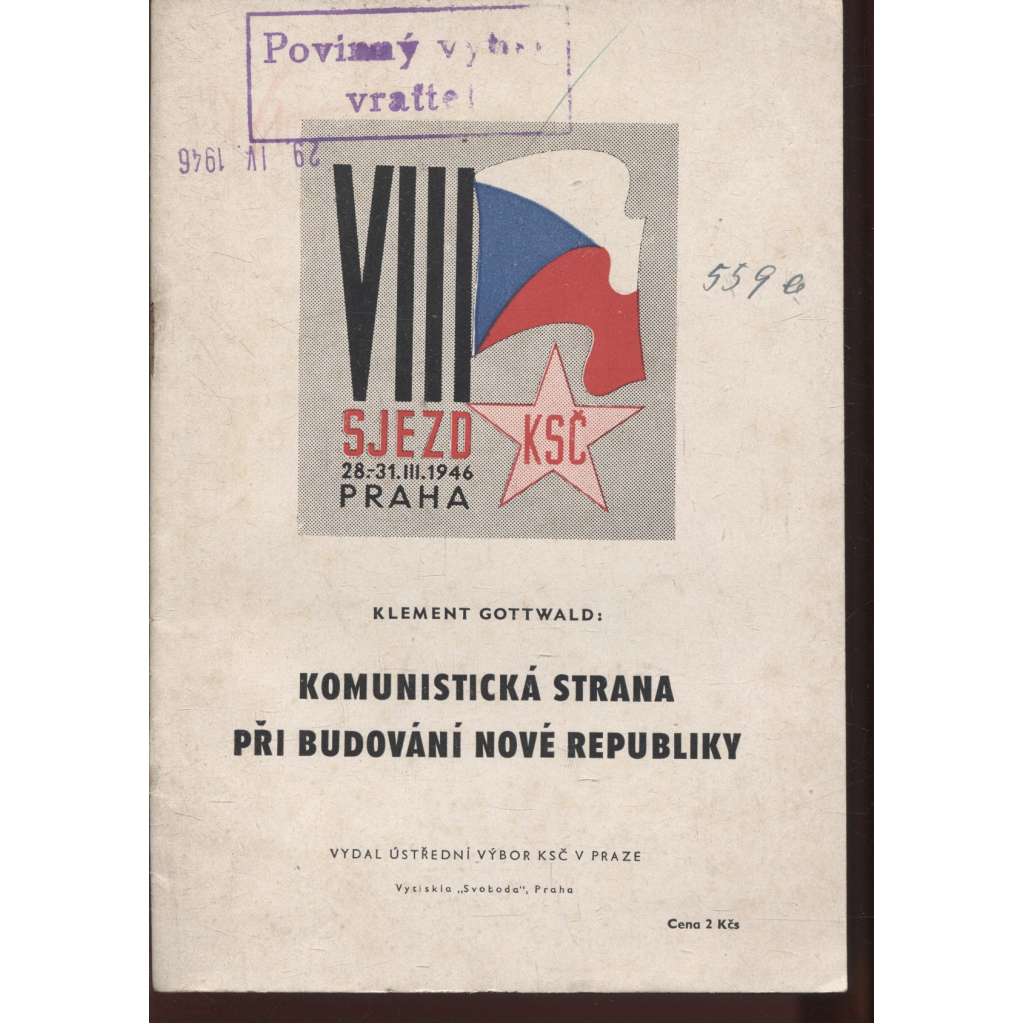 Povinný
vraťte!
29 IV 1946
VIII
SJEZD
28.-31.III.1946
PRAHA
KSČ
559
KLEMENT GOTTWALD:
KOMUNISTICKÁ STRANA
PŘI BUDOVÁNÍ NOVÉ REPUBLIKY
VYDAL ÚSTŘEDNÍ VÝBOR KSČ V PRAZE
Vytiskla „Svoboda", Praha
Cena 2 Kčs